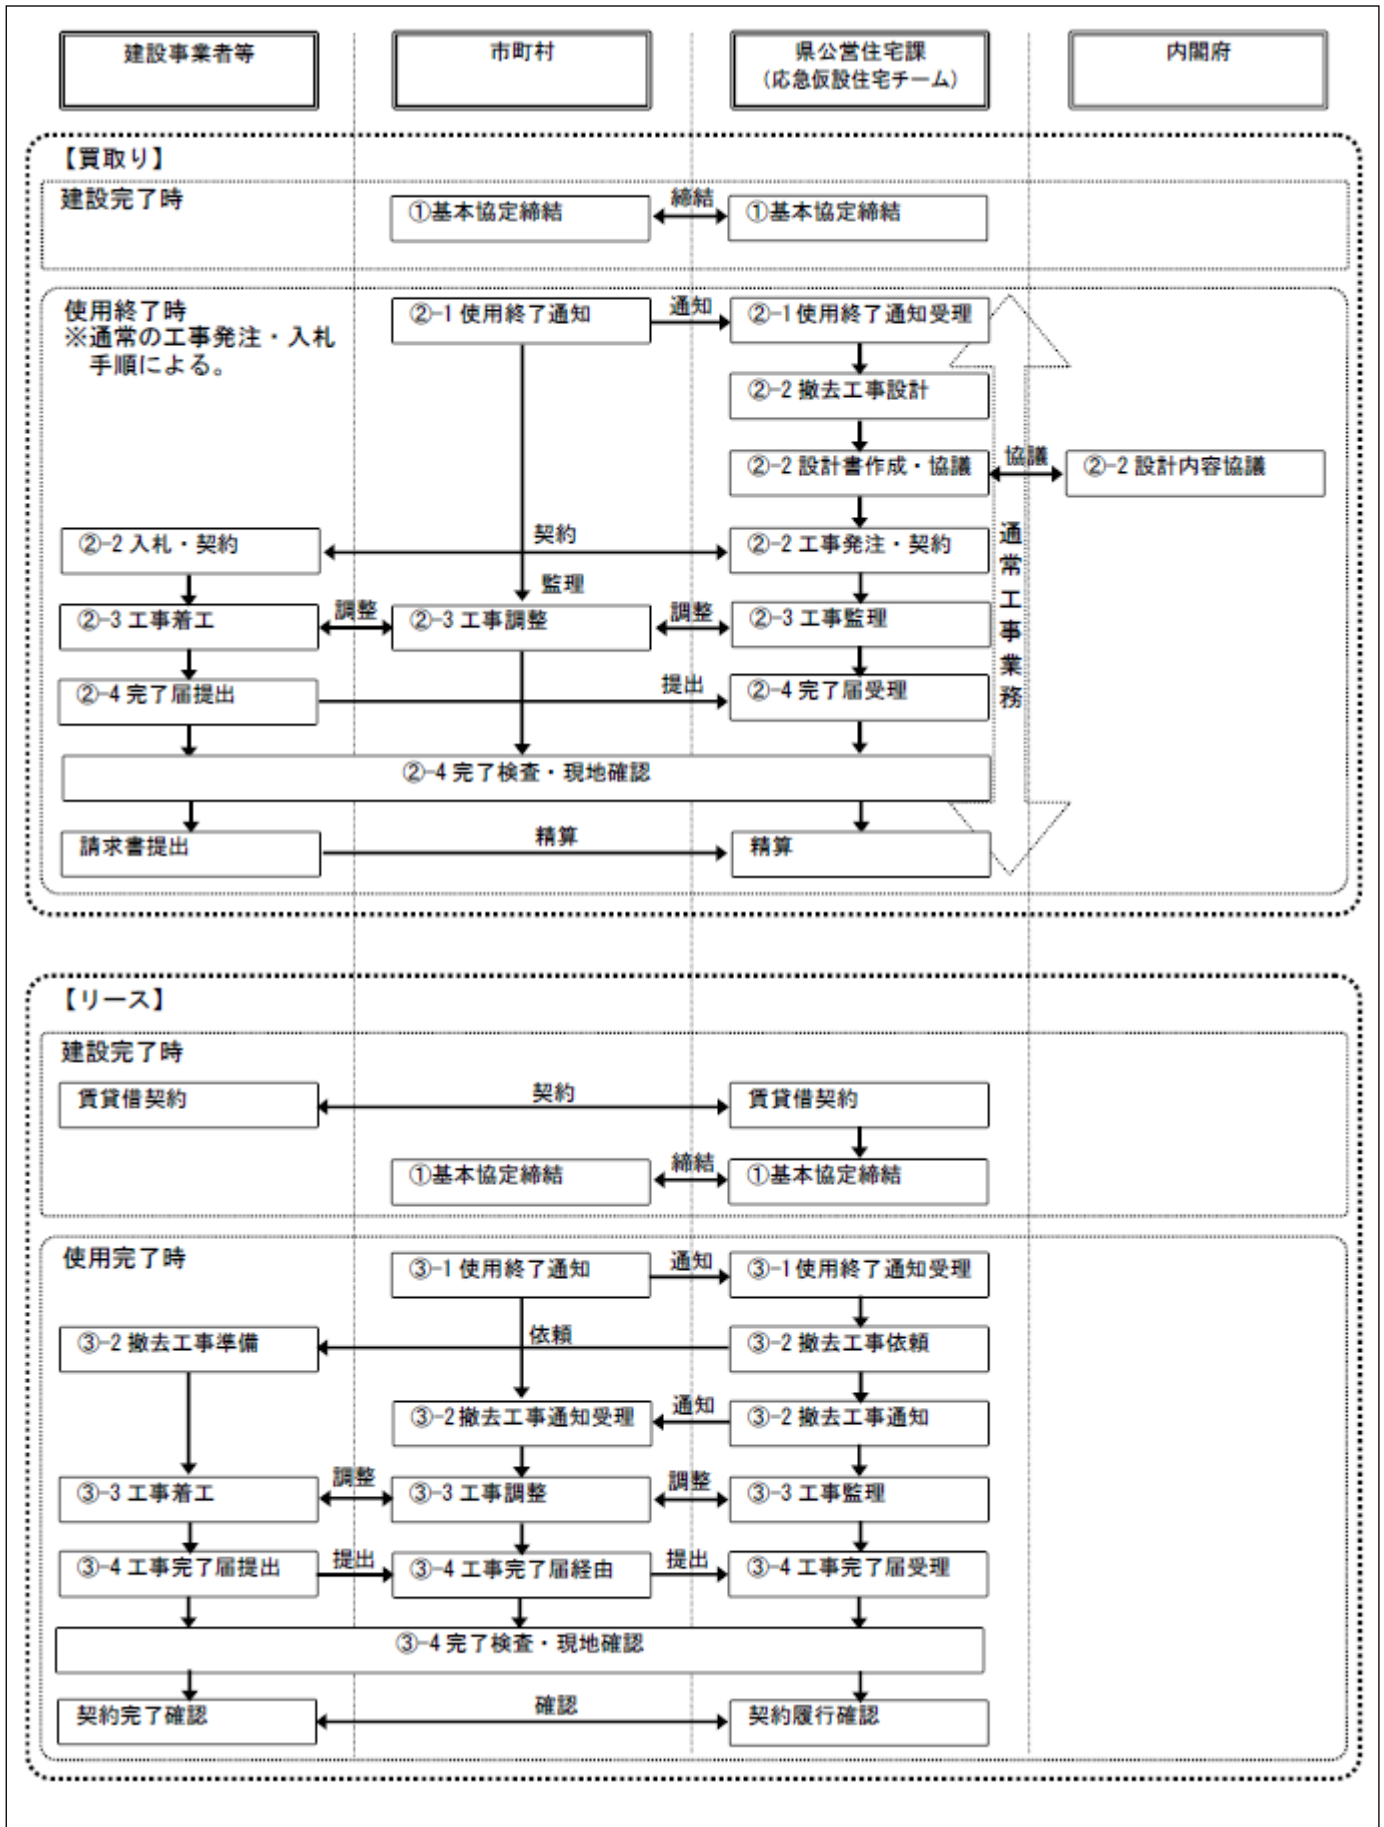 建設事業者等
市町村
県公営住宅課
（応急仮設住宅チーム）
内閣府
【買取り】
建設完了時
①基本協定締結
締結
①基本協定締結
使用終了時
※通常の工事発注・入札
手順による。
②-1 使用終了通知
通知
②-1 使用終了通知受理
②-2 撤去工事設計
②-2 設計書作成・協議
協議
②-2 設計内容協議
②-2 入札・契約
契約
②-2 工事発注・契約
監理
②-3 工事着工
調整
②-3 工事調整
調整
②-3 工事監理
②-4 完了届提出
提出
②-4 完了届受理
通常工事業務
②-4 完了検査・現地確認
請求書提出
精算
精算
【リース】
建設完了時
賃貸借契約
契約
賃貸借契約
①基本協定締結
締結
①基本協定締結
使用完了時
③-1 使用終了通知
通知
③-1 使用終了通知受理
③-2 撤去工事準備
依頼
③-2 撤去工事依頼
③-2 撤去工事通知受理
通知
③-2 撤去工事通知
③-3 工事着工
調整
③-3 工事調整
調整
③-3 工事監理
③-4 工事完了届提出
提出
③-4 工事完了届経由
提出
③-4 工事完了届受理
③-4 完了検査・現地確認
契約完了確認
確認
契約履行確認